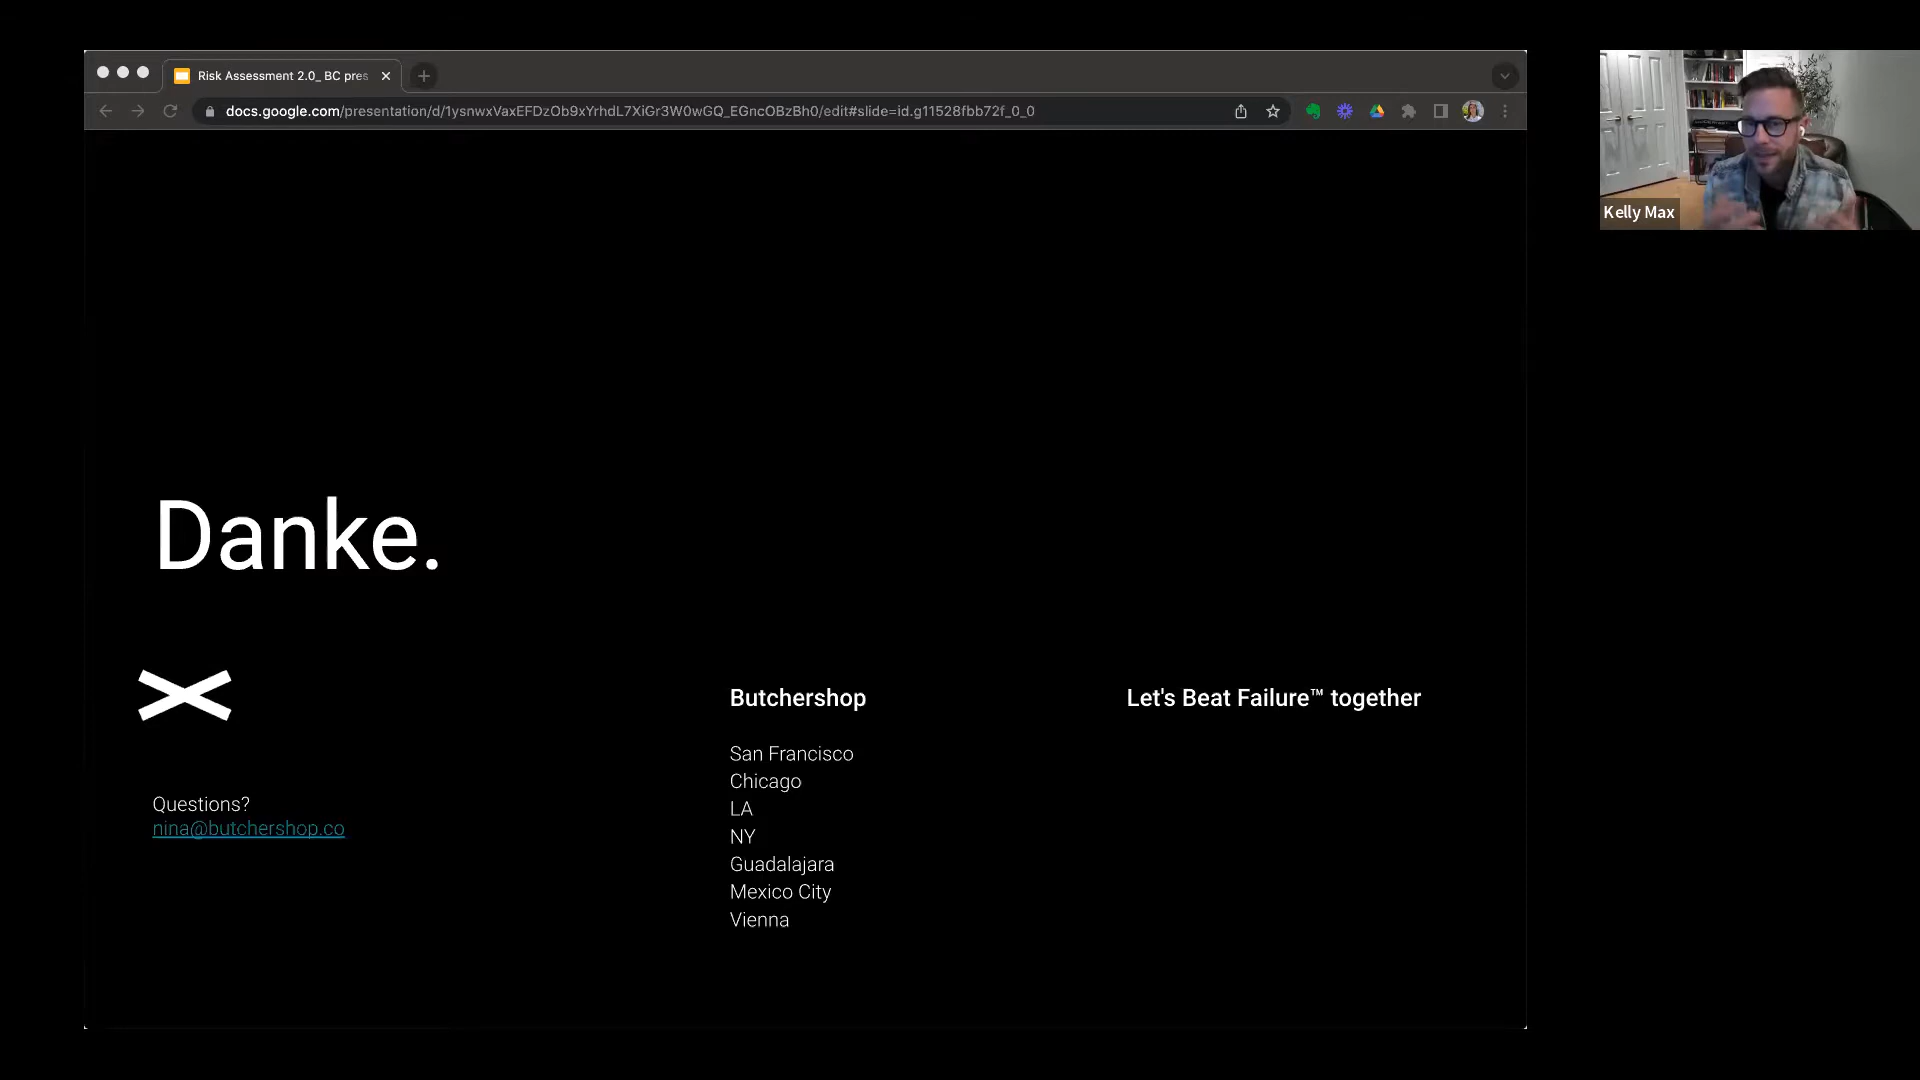 Risk Assessment 2.0_ BC pres
docs.google.com/presentation/d/1ysnwxVaxEFDzOb9xYrhdL7XiGr3W0wGQ_EGncOBzBh0/edit#slide=id.g11528fbb72f_0_0
Kelly Max
Danke.
Butchershop
Let's Beat Failure™ together
San Francisco
Chicago
LA
NY
Guadalajara
Mexico City
Vienna
Questions?
nina@butchershop.co